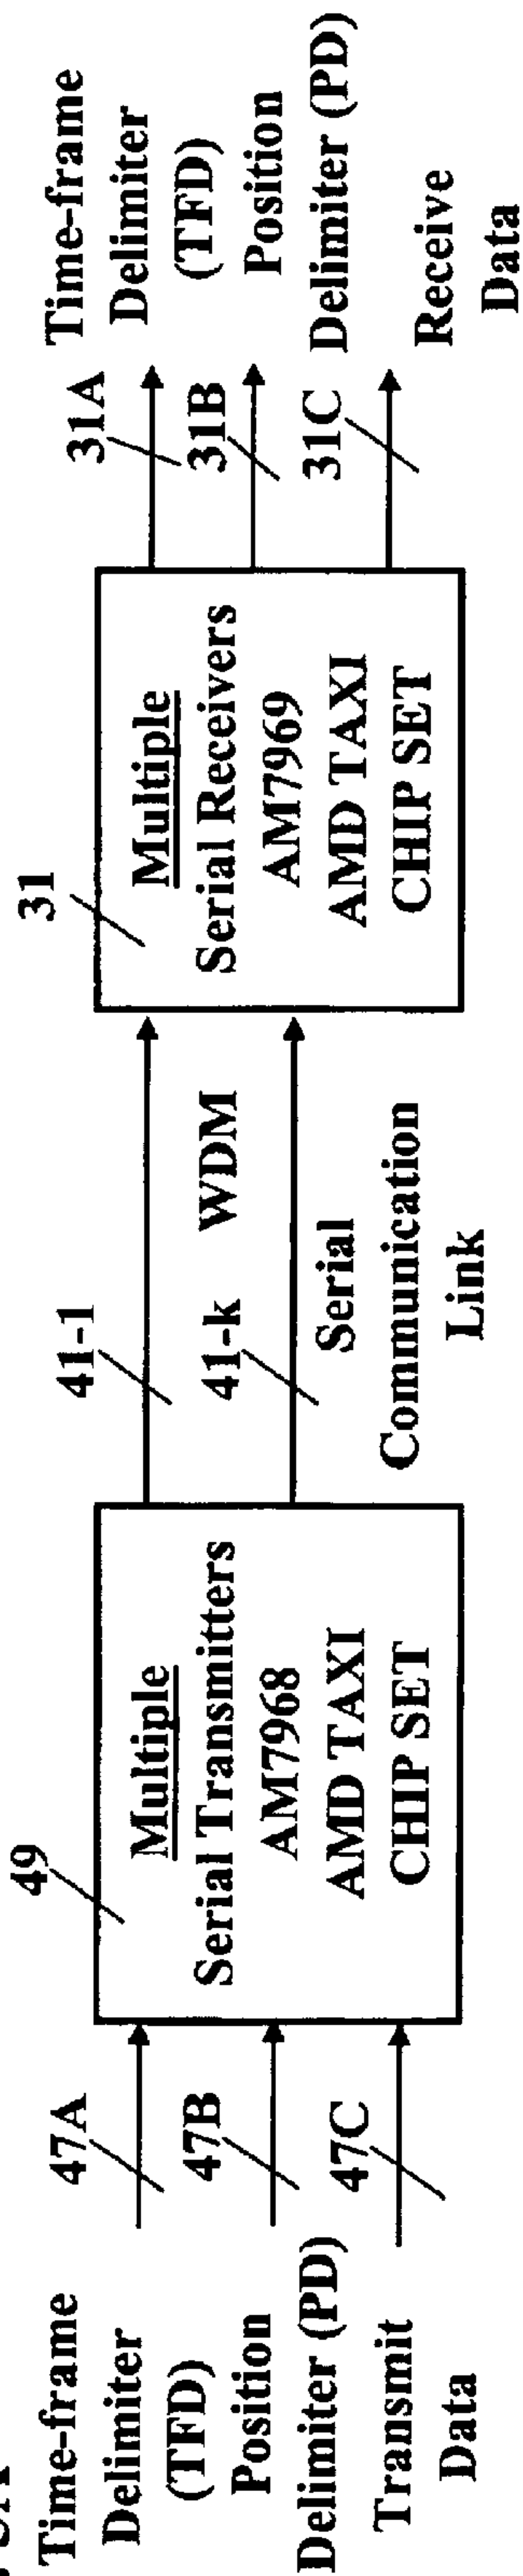 Time-frame
Delimiter
(TFD)
Position
Delimiter (PD)
Transmit
Data
47A
47B
47C
49
Multiple
Serial Transmitters
AM7968
AMD TAXI
CHIP SET
41-1
41-k
WDM
Serial
Communication
Link
31
Multiple
Serial Receivers
AM7969
AMD TAXI
CHIP SET
31A
31B
31C
Time-frame
Delimiter
(TFD)
Position
Delimiter (PD)
Receive
Data